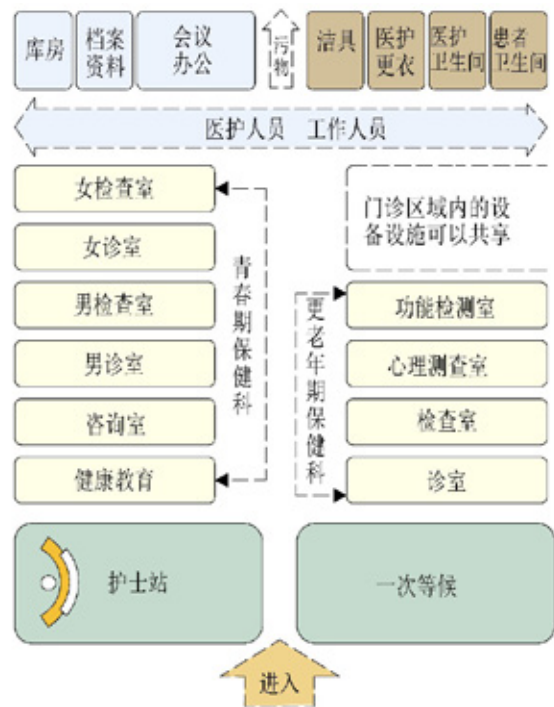 库房
档案
资料
会议
办公
污物
洁具
医护
更衣
医护
卫生间
患者
卫生间
医护人员 工作人员
女检查室
女诊室
男检查室
男诊室
咨询室
健康教育
青春期保健科
门诊区域内的设
备设施可以共享
更老年期保健科
功能检测室
心理测查室
检查室
诊室
护士站
一次等候
进入